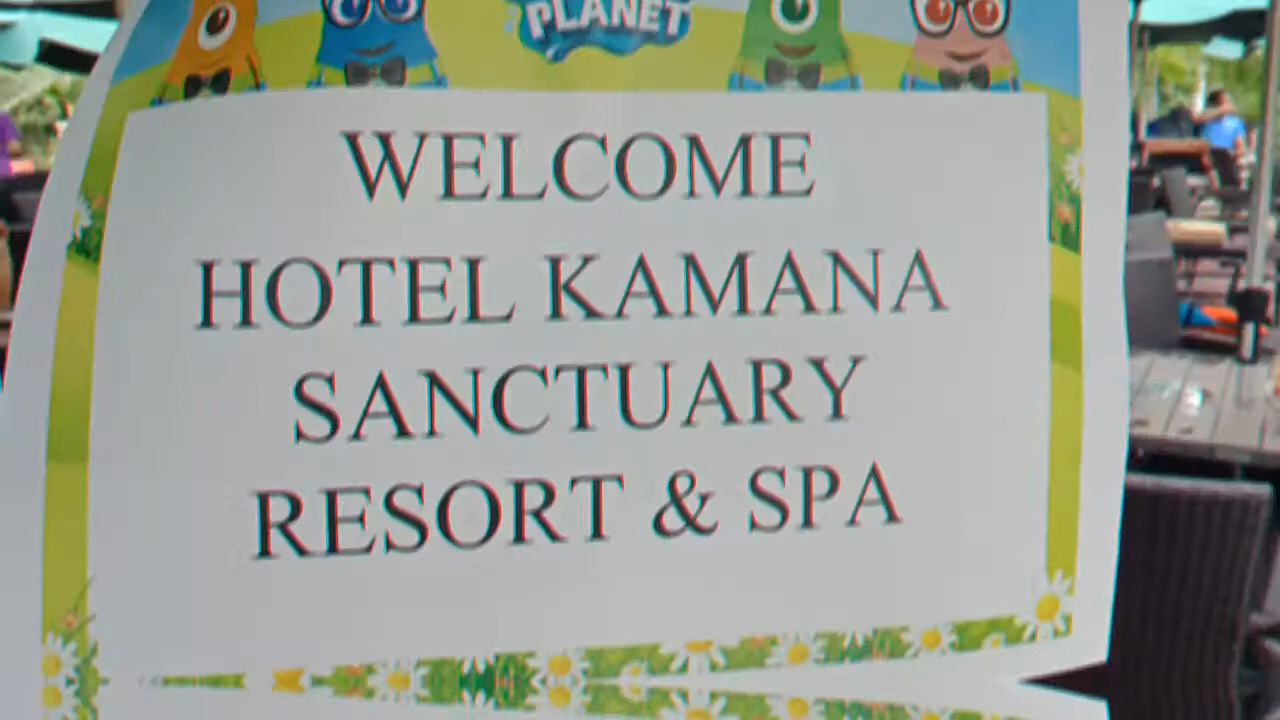 PLANET
WELCOME
HOTEL KAMANA
SANCTUARY
RESORT & SPA